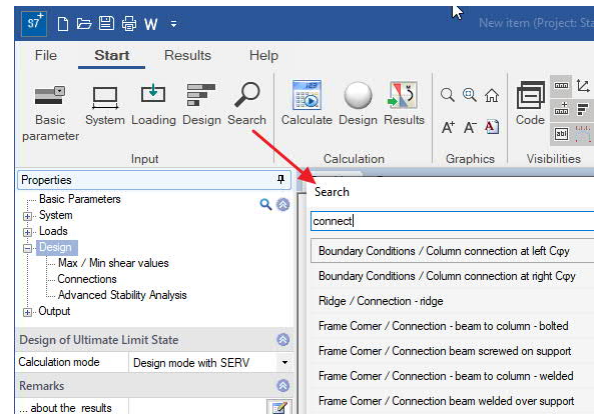 S7+ W
New item (Project: Sta
File Start Results Help
Basic parameter System Loading Design Search Calculate Design Results A+ A- A Code abl
Input Calculation Graphics Visibilities
Properties
Basic Parameters
System
Loads
Design
Max / Min shear values
Connections
Advanced Stability Analysis
Output
Design of Ultimate Limit State
Calculation mode Design mode with SERV
Remarks
... about the results
Search
connect
Boundary Conditions / Column connection at left Cφy
Boundary Conditions / Column connection at right Cφy
Ridge / Connection - ridge
Frame Corner / Connection - beam to column - bolted
Frame Corner / Connection beam screwed on support
Frame Corner / Connection - beam to column - welded
Frame Corner / Connection beam welded over support